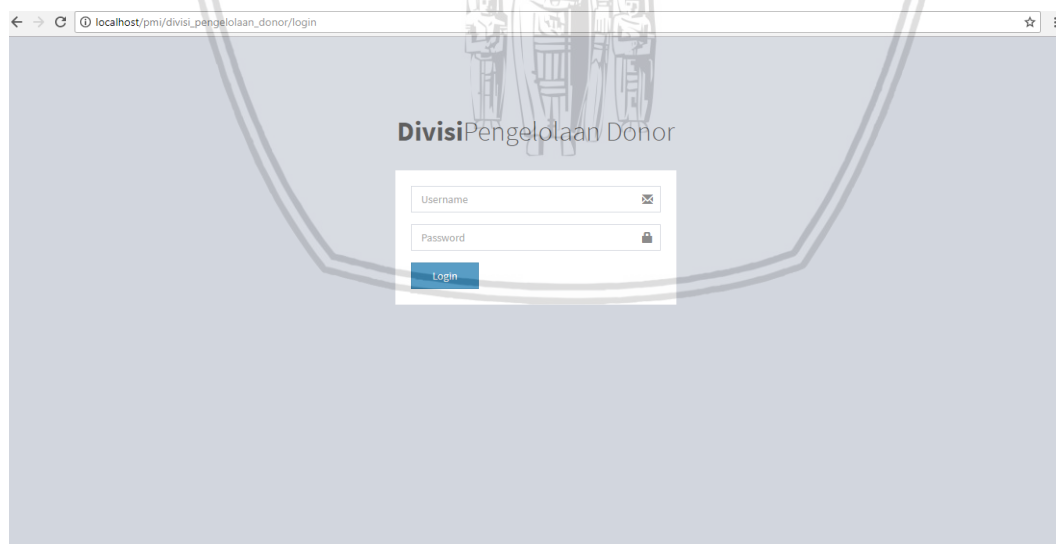 localhost/pmi/divisi_pengelolaan_donor/login
DivisiPengelolaan Donor
Username
Password
Login